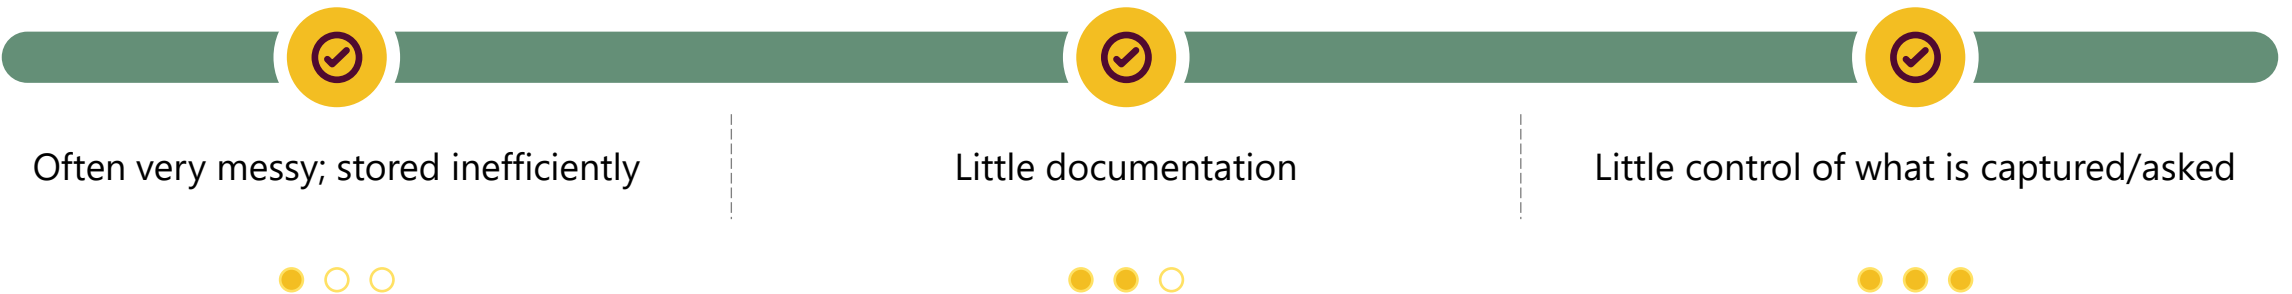 Often very messy; stored inefficiently
Little documentation
Little control of what is captured/asked